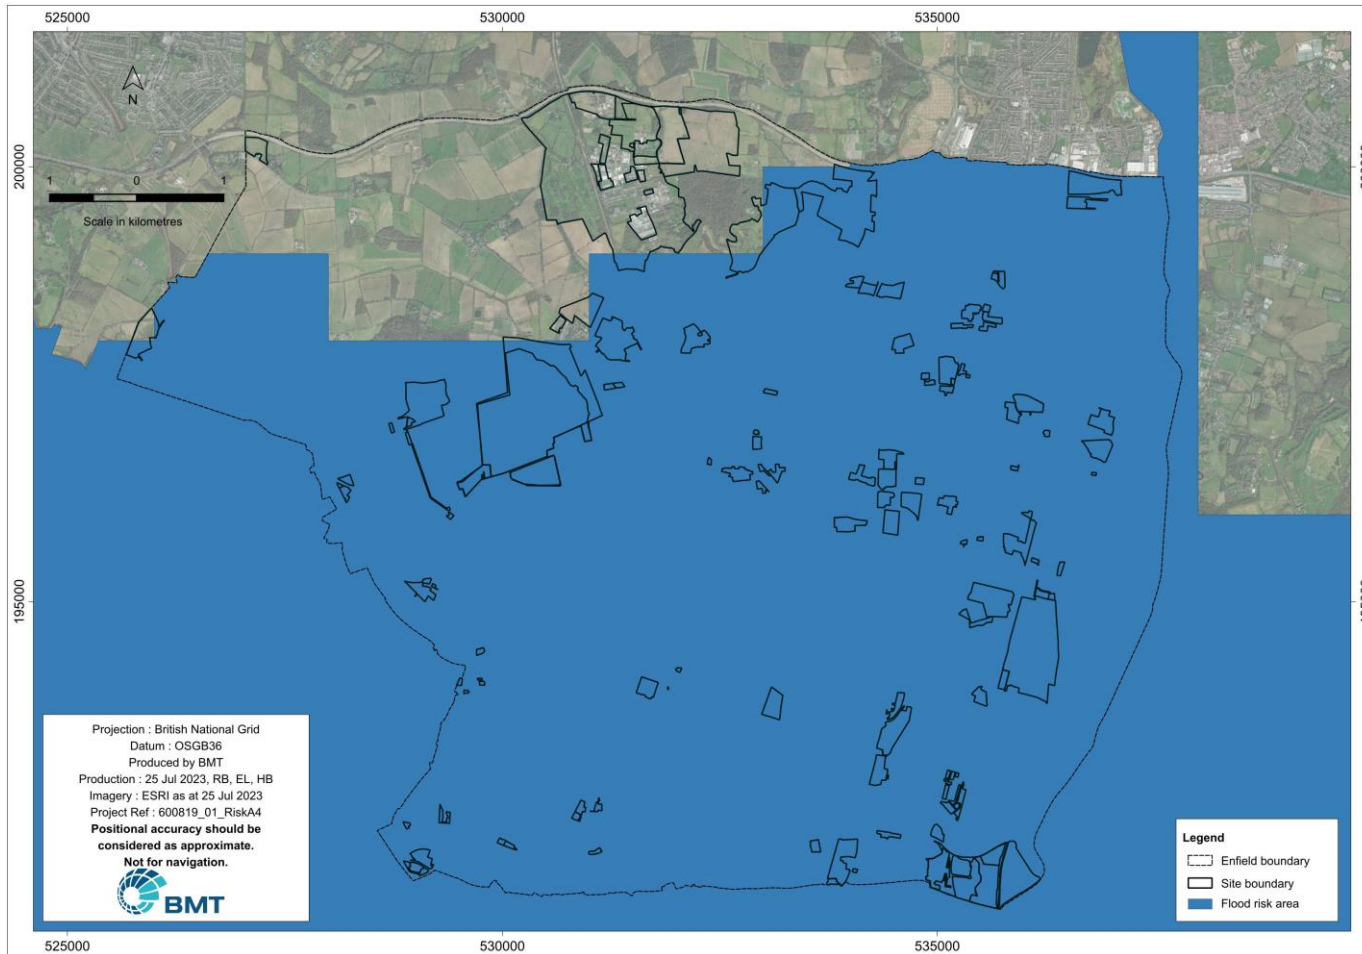 525000 530000 535000
N
200000
1 0 1
Scale in kilometres
195000
Projection : British National Grid
Datum : OSGB36
Produced by BMT
Production : 25 Jul 2023, RB, EL, HB
Imagery : ESRI as at 25 Jul 2023
Project Ref : 600819_01_RiskA4
Positional accuracy should be
considered as approximate.
Not for navigation.
BMT
Legend
Enfield boundary
Site boundary
Flood risk area
525000 530000 535000